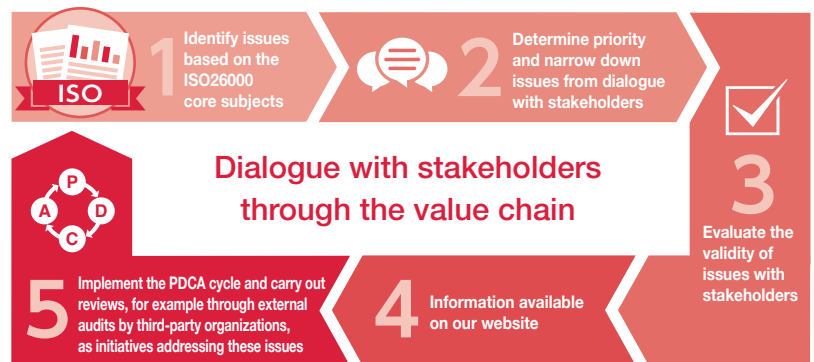 ISO
1
Identify issues
based on the
ISO26000
core subjects
2
Determine priority
and narrow down
issues from dialogue
with stakeholders
3
Evaluate the
validity of
issues with
stakeholders
4
Information available
on our website
5
Implement the PDCA cycle and carry out
reviews, for example through external
audits by third-party organizations,
as initiatives addressing these issues
P
D
C
A
Dialogue with stakeholders
through the value chain